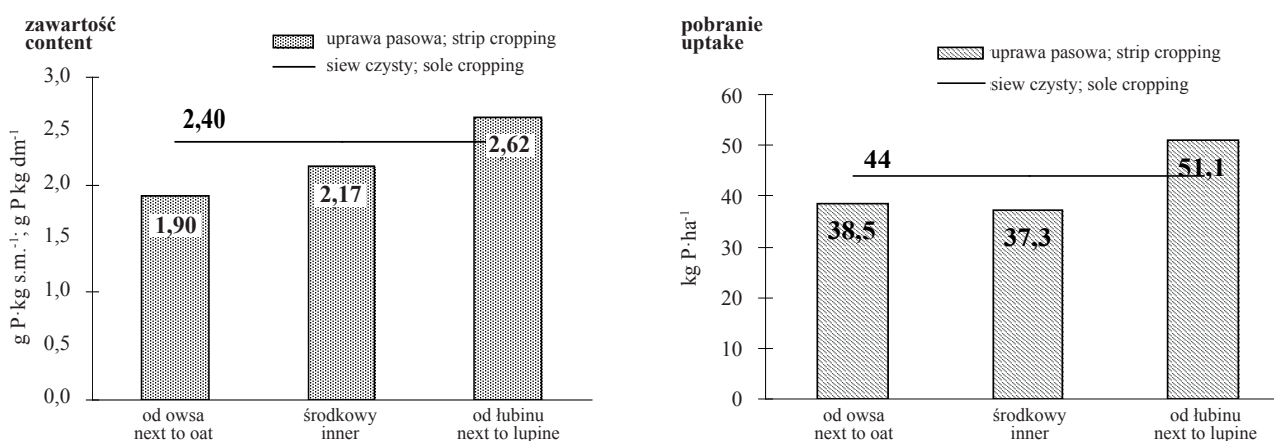 zawartość
content
uprawa pasowa; strip cropping
siew czysty; sole cropping
g P·kg s.m.⁻¹; g P kg dm⁻¹
3,0
2,5
2,0
1,5
1,0
0,5
0,0
2,40
1,90
2,17
2,62
od owsa
next to oat
środkowy
inner
od łubinu
next to lupine
pobranie
uptake
uprawa pasowa; strip cropping
siew czysty; sole cropping
kg P·ha⁻¹
60
50
40
30
20
10
0
44
38,5
37,3
51,1
od owsa
next to oat
środkowy
inner
od łubinu
next to lupine